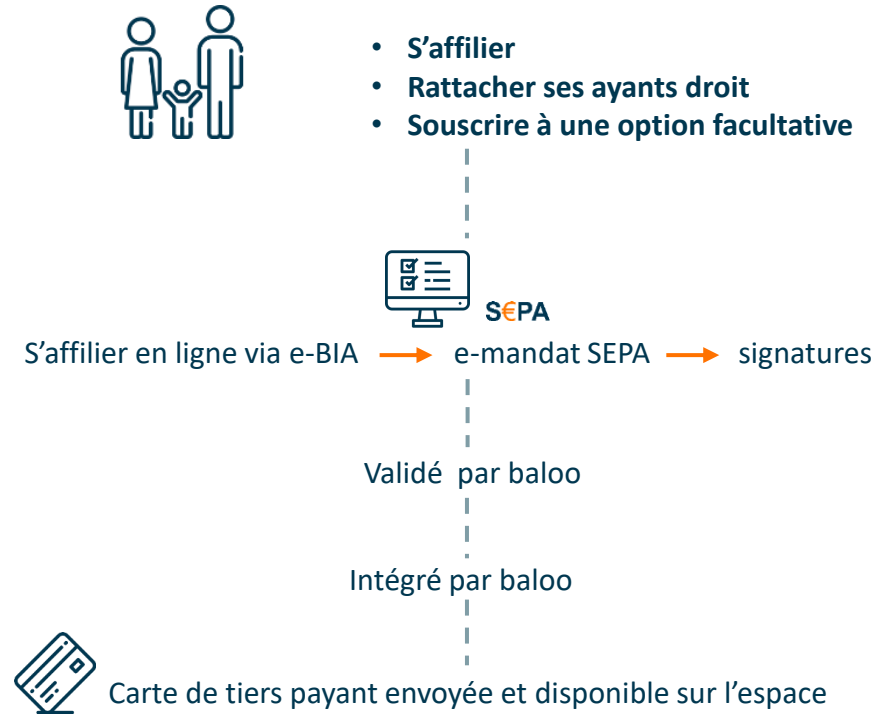 • S'affilier
• Rattacher ses ayants droit
• Souscrire à une option facultative
S€PA
S'affilier en ligne via e-BIA → e-mandat SEPA → signatures
Validé par baloo
Intégré par baloo
Carte de tiers payant envoyée et disponible sur l'espace